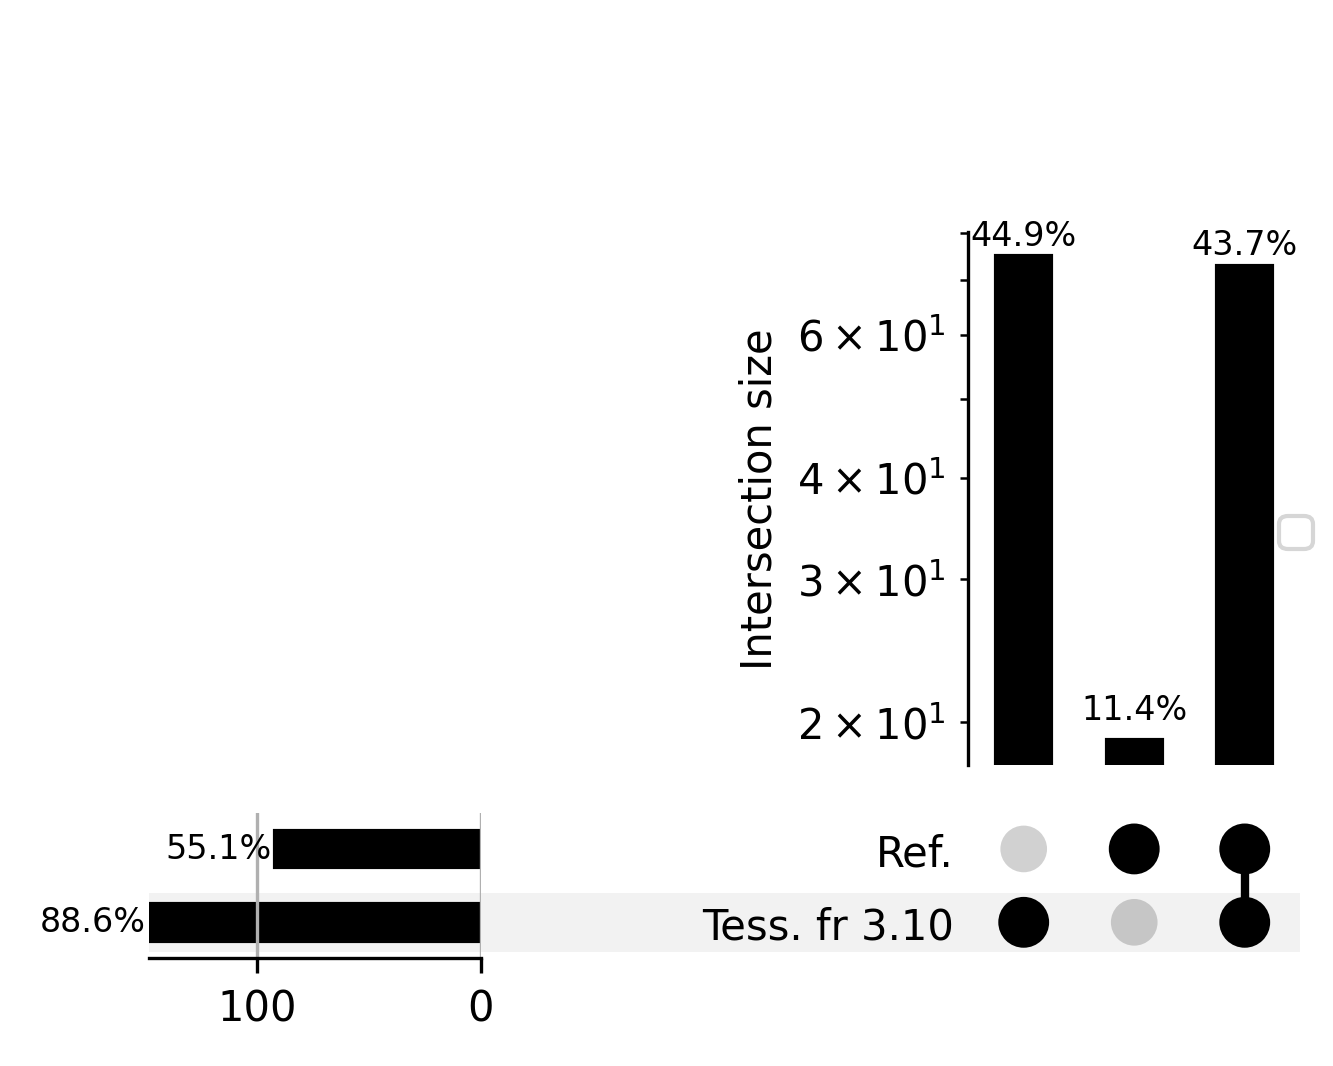 44.9%
43.7%
6 × 10¹
4 × 10¹
3 × 10¹
2 × 10¹
Intersection size
11.4%
55.1%
Ref.
88.6%
Tess. fr 3.10
100
0